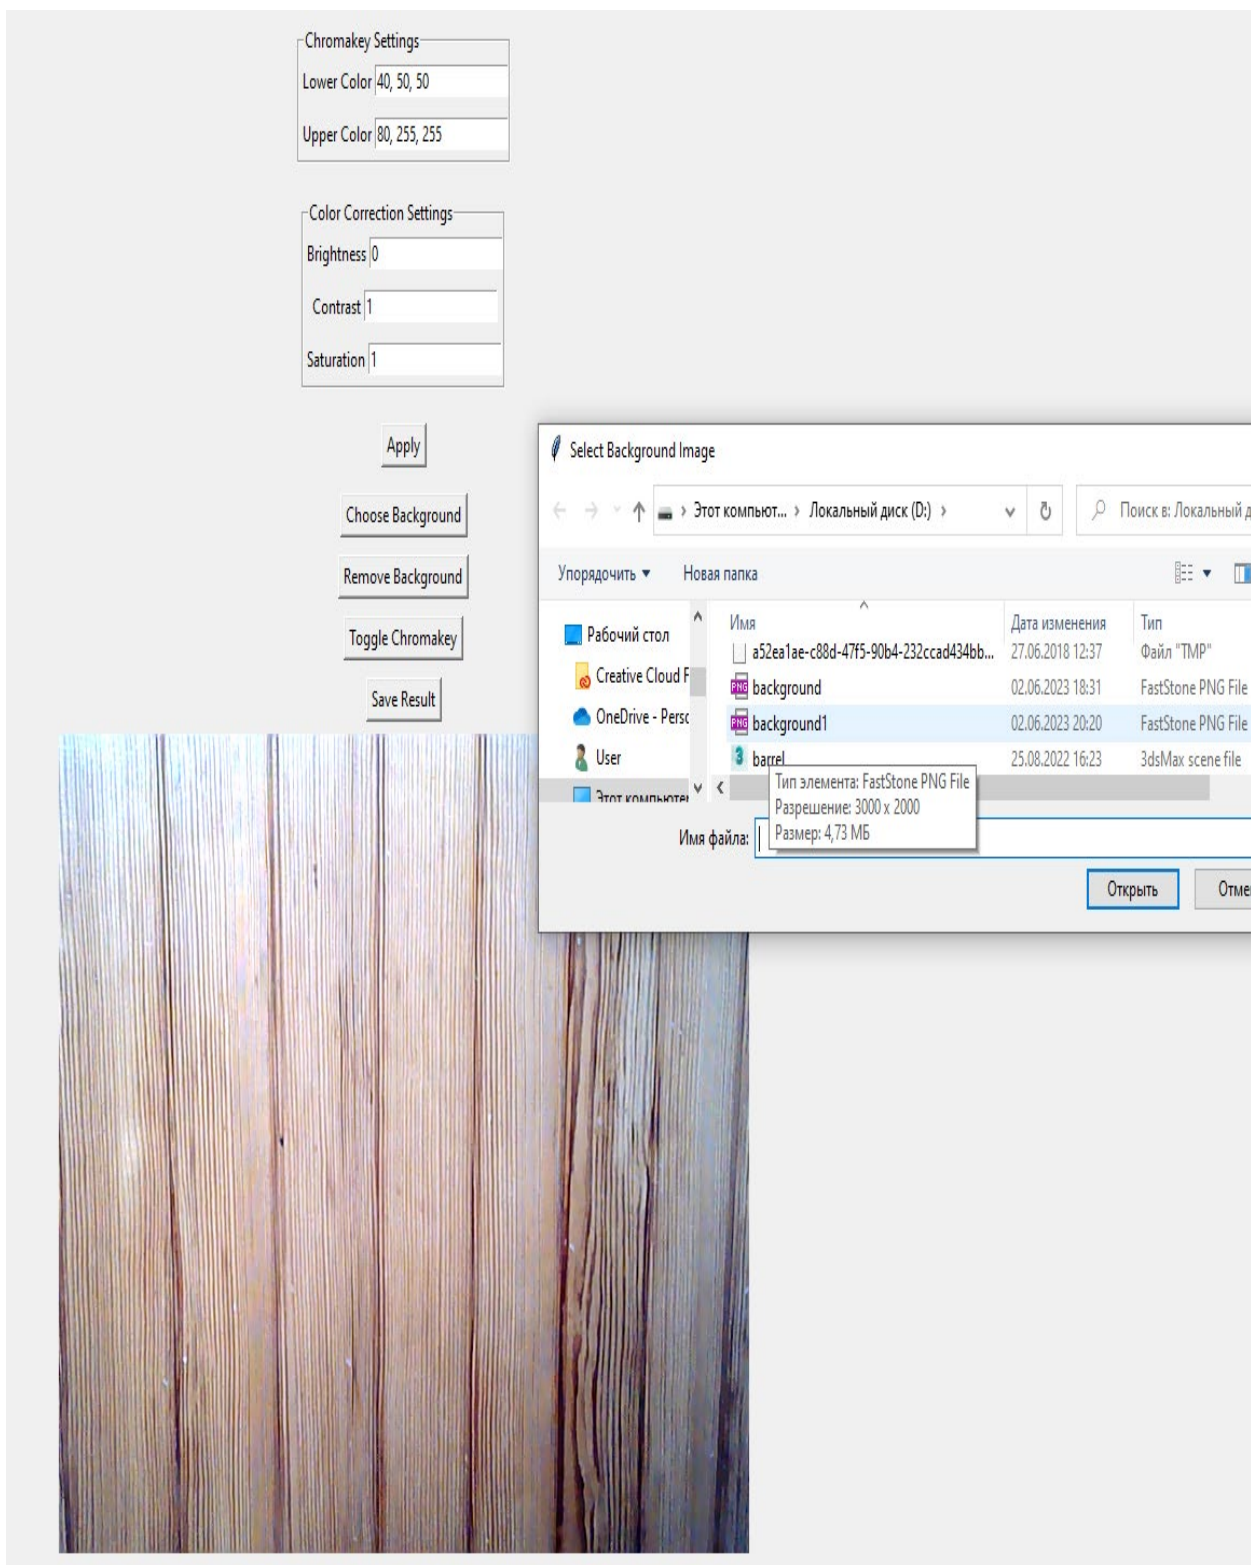 Chromakey Settings
Lower Color 40, 50, 50
Upper Color 80, 255, 255
Color Correction Settings
Brightness 0
Contrast 1
Saturation 1
Apply
Choose Background
Remove Background
Toggle Chromakey
Save Result
Select Background Image
Этот компьют... › Локальный диск (D:) ›
Поиск в: Локальный д
Упорядочить
Новая папка
Рабочий стол
Creative Cloud F
OneDrive - Persc
User
Этот компьютер
Имя Дата изменения Тип
a52ea1ae-c88d-47f5-90b4-232ccad434bb... 27.06.2018 12:37 Файл "TMP"
background 02.06.2023 18:31 FastStone PNG File
background1 02.06.2023 20:20 FastStone PNG File
barrel 25.08.2022 16:23 3dsMax scene file
Тип элемента: FastStone PNG File
Разрешение: 3000 x 2000
Размер: 4,73 МБ
Имя файла:
Открыть
Отме